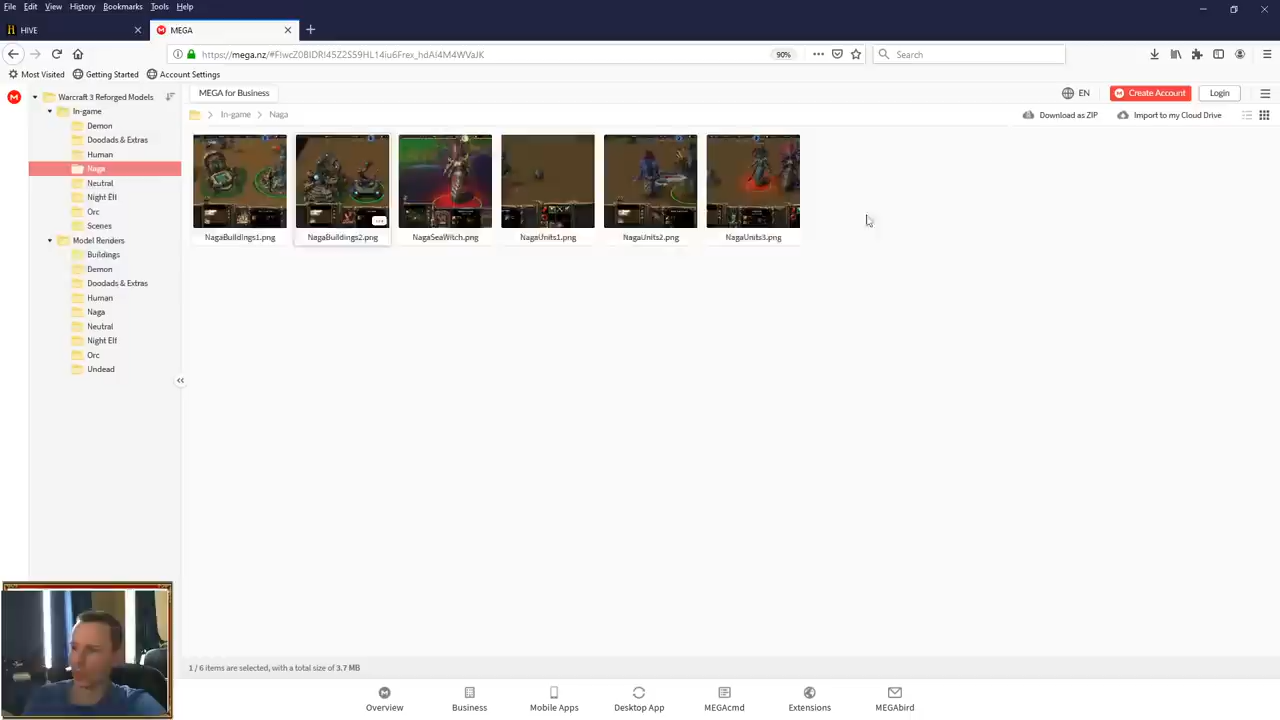 File Edit View History Bookmarks Tools Help
HIVE
MEGA
https://mega.nz/#F!wcZ0BIDR!45Z2S59HL14iu6Frex_hdAI4M4WVaJK
90%
Search
Most Visited Getting Started Account Settings
Warcraft 3 Reforged Models
In-game
Demon
Doodads & Extras
Human
Naga
Neutral
Night Elf
Orc
Scenes
Model Renders
Buildings
Demon
Doodads & Extras
Human
Naga
Neutral
Night Elf
Orc
Undead
MEGA for Business
EN
Create Account
Login
In-game > Naga
Download as ZIP
Import to my Cloud Drive
NagaBuildings1.png
NagaBuildings2.png
NagaSeaWitch.png
NagaUnits1.png
NagaUnits2.png
NagaUnits3.png
1 / 6 items are selected, with a total size of 3.7 MB
Overview
Business
Mobile Apps
Desktop App
MEGAcmd
Extensions
MEGAbird